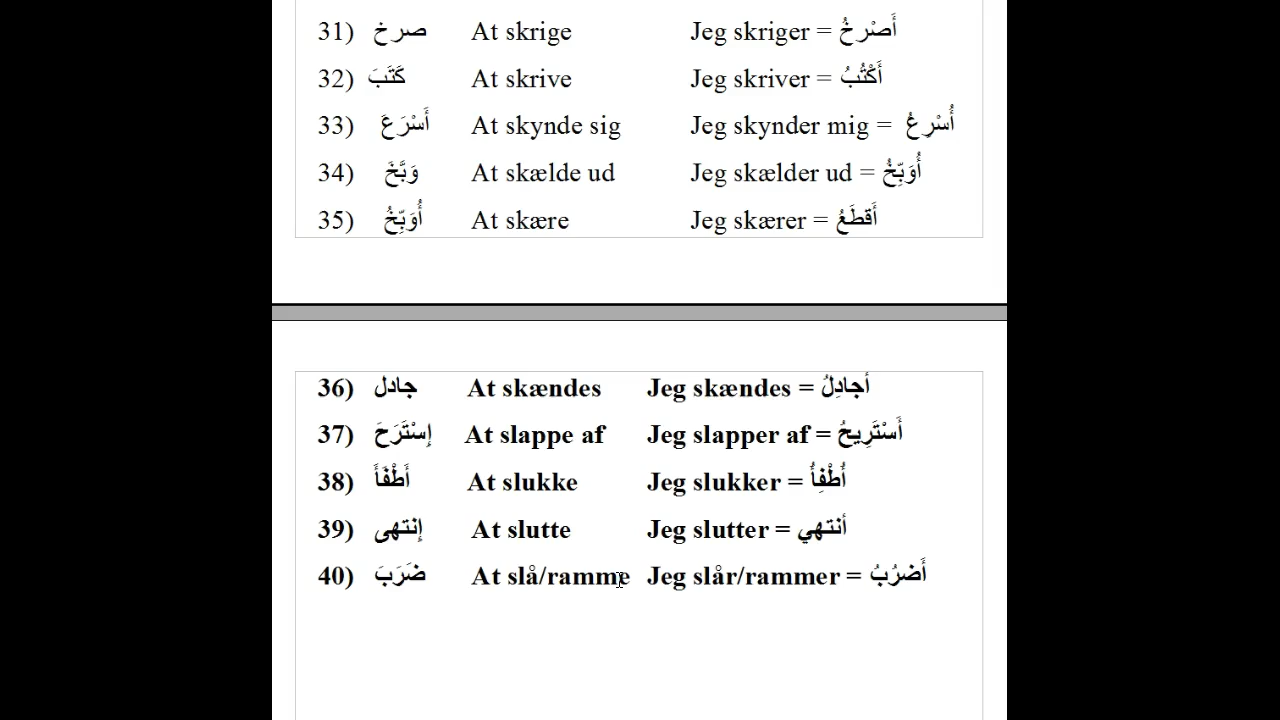 31) صرخ At skrige Jeg skriger = أَصْرخُ
32) كَتَبَ At skrive Jeg skriver = أَكْتُبُ
33) أَسْرَعَ At skynde sig Jeg skynder mig = أُسْرِعُ
34) وَبَّخَ At skælde ud Jeg skælder ud = أُوَبِّخُ
35) أُوَبِّخُ At skære Jeg skærer = أَقطَعُ
36) جادل At skændes Jeg skændes = أجادِلُ
37) إِسْتَرَحَ At slappe af Jeg slapper af = أَسْتَرِيحُ
38) أَطْفَأَ At slukke Jeg slukker = أُطْفِأُ
39) إنتهى At slutte Jeg slutter = أنتهي
40) ضَرَبَ At slå/ramme Jeg slår/rammer = أَضرُبُ